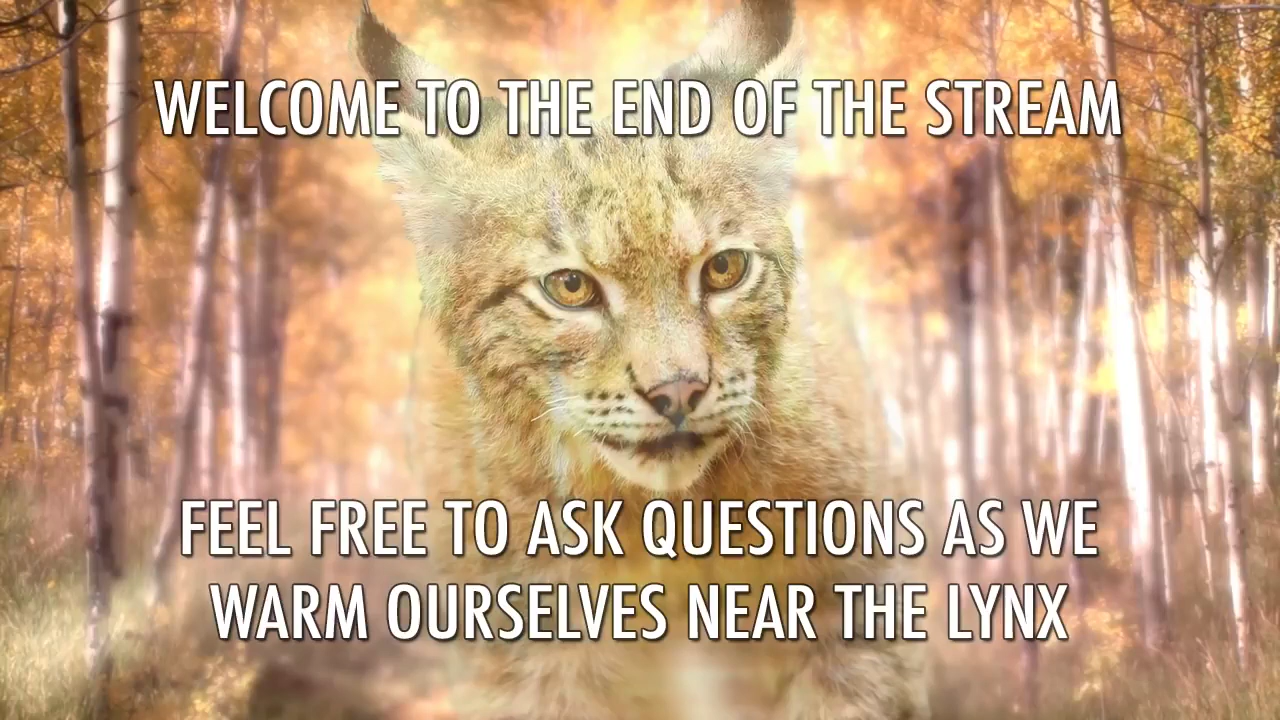 WELCOME TO THE END OF THE STREAM
FEEL FREE TO ASK QUESTIONS AS WE
WARM OURSELVES NEAR THE LYNX